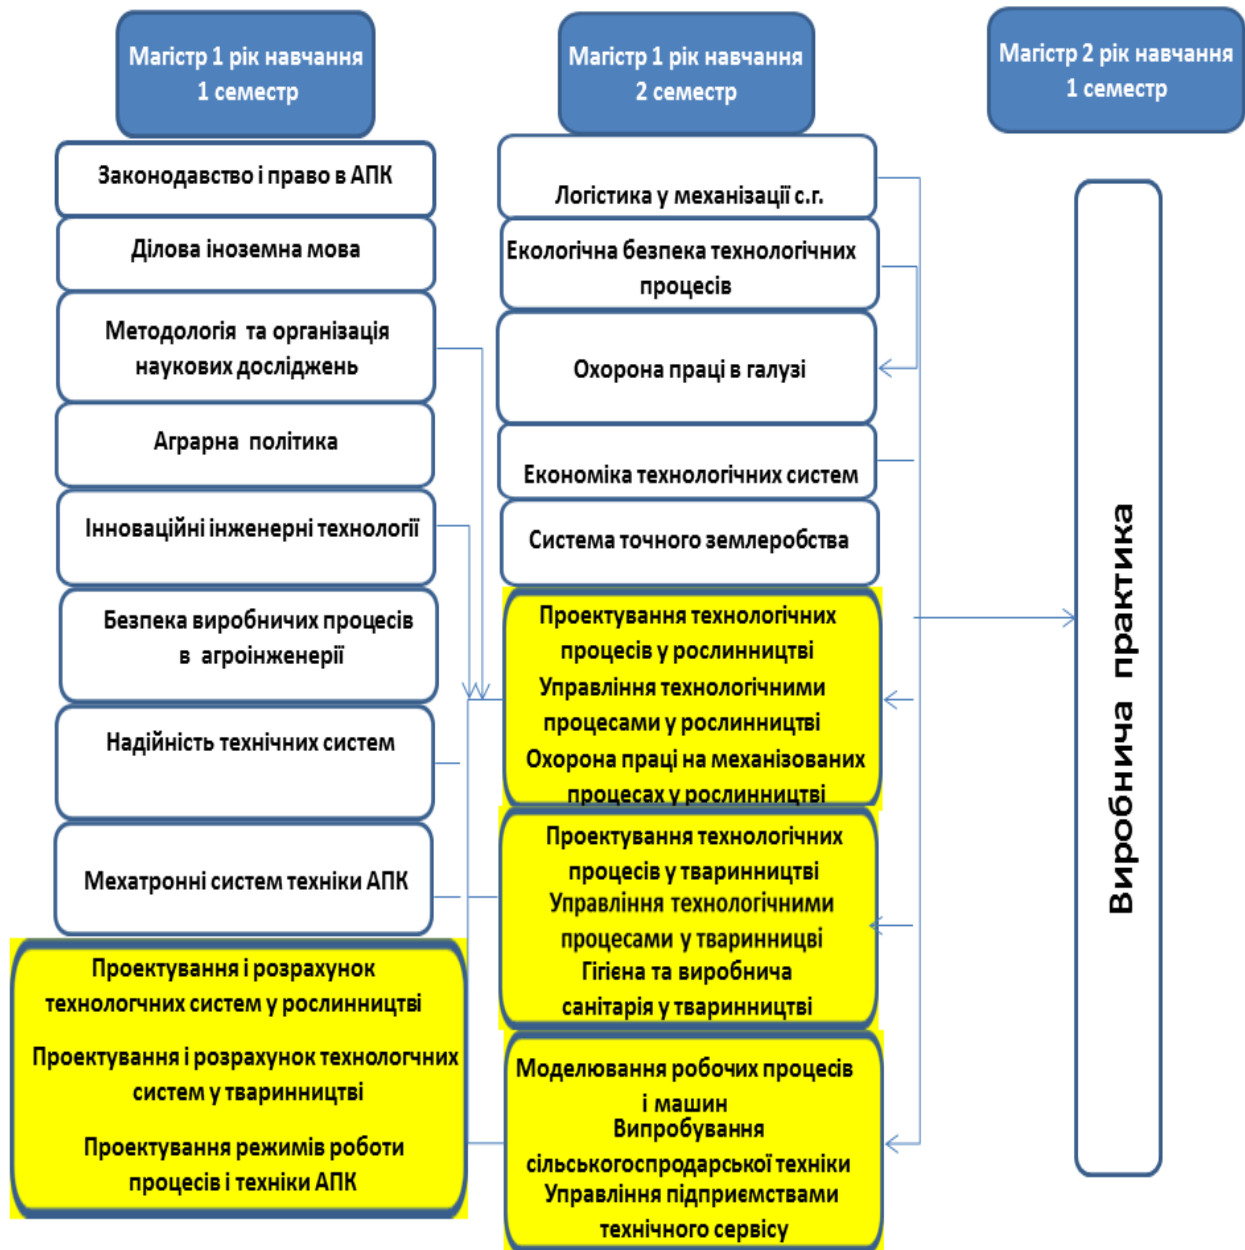 Магістр 1 рік навчання
1 семестр
Законодавство і право в АПК
Ділова іноземна мова
Методологія та організація
наукових досліджень
Аграрна політика
Інноваційні інженерні технології
Безпека виробничих процесів
в агроінженерії
Надійність технічних систем
Мехатронні систем техніки АПК
Проектування і розрахунок
технологчних систем у рослинництві
Проектування і розрахунок технологчних
систем у тваринництві
Проектування режимів роботи
процесів і техніки АПК
Магістр 1 рік навчання
2 семестр
Логістика у механізації с.г.
Екологічна безпека технологічних
процесів
Охорона праці в галузі
Економіка технологічних систем
Система точного землеробства
Проектування технологічних
процесів у рослинництві
Управління технологічними
процесами у рослинництві
Охорона праці на механізованих
процесах у рослинництві
Проектування технологічних
процесів у тваринництві
Управління технологічними
процесами у тваринницві
Гігієна та виробнича
санітарія у тваринництві
Моделювання робочих процесів
і машин
Випробування
сільськогосподарської техніки
Управління підприємствами
технічного сервісу
Магістр 2 рік навчання
1 семестр
Виробнича практика